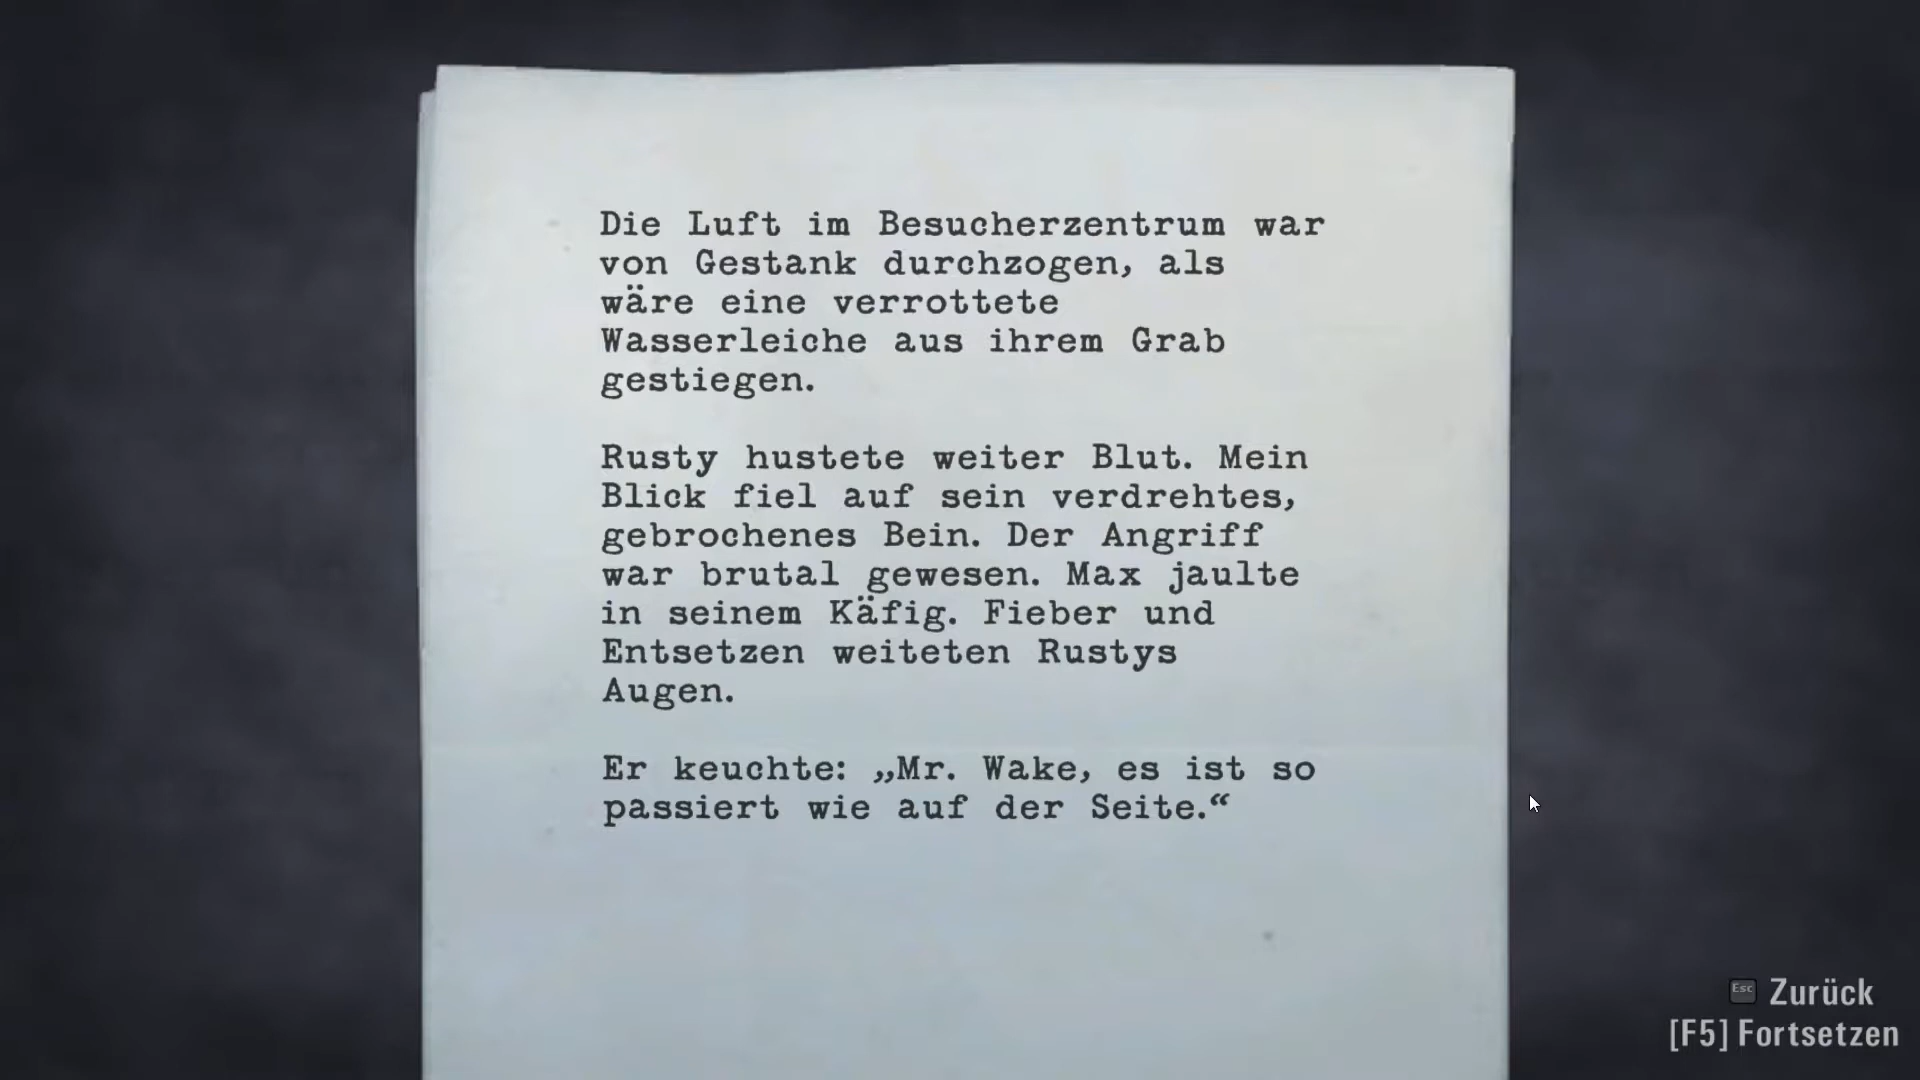 Die Luft im Besucherzentrum war
von Gestank durchzogen, als
wäre eine verrottete
Wasserleiche aus ihrem Grab
gestiegen.
Rusty hustete weiter Blut. Mein
Blick fiel auf sein verdrehtes,
gebrochenes Bein. Der Angriff
war brutal gewesen. Max jaulte
in seinem Käfig. Fieber und
Entsetzen weiteten Rustys
Augen.
Er keuchte: „Mr. Wake, es ist so
passiert wie auf der Seite.“
Esc Zurück
[F5] Fortsetzen